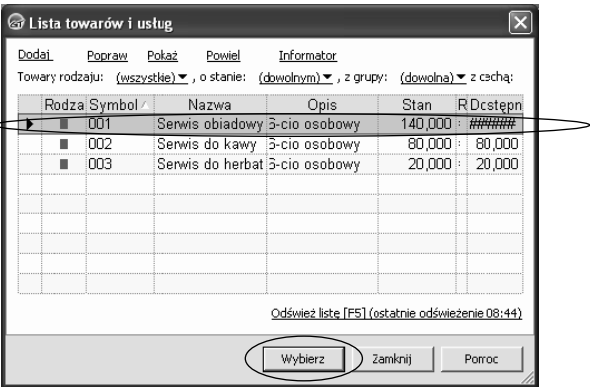 Lista towarów i usług
Dodaj Popraw Pokaż Powiel Informator
Towary rodzaju: (wszystkie) , o stanie: (dowolnym) , z grupy: (dowolna) z cechą:
Rodza Symbol Nazwa Opis Stan R Dostępn
001 Serwis obiadowy 6-cio osobowy 140,000 ######
002 Serwis do kawy 6-cio osobowy 80,000 80,000
003 Serwis do herbat 6-cio osobowy 20,000 20,000
Odśwież listę [F5] (ostatnie odświeżenie 08:44)
Wybierz Zamknij Pomoc